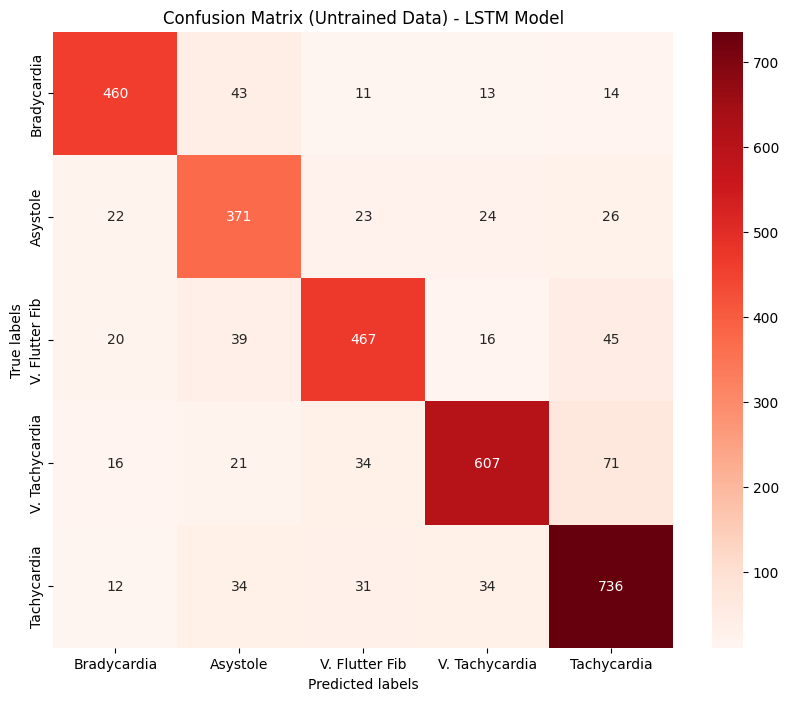 Confusion Matrix (Untrained Data) - LSTM Model
True labels
Bradycardia
460 43 11 13 14
Asystole
22 371 23 24 26
V. Flutter Fib
20 39 467 16 45
V. Tachycardia
16 21 34 607 71
Tachycardia
12 34 31 34 736
Bradycardia Asystole V. Flutter Fib V. Tachycardia Tachycardia
Predicted labels
700
600
500
400
300
200
100